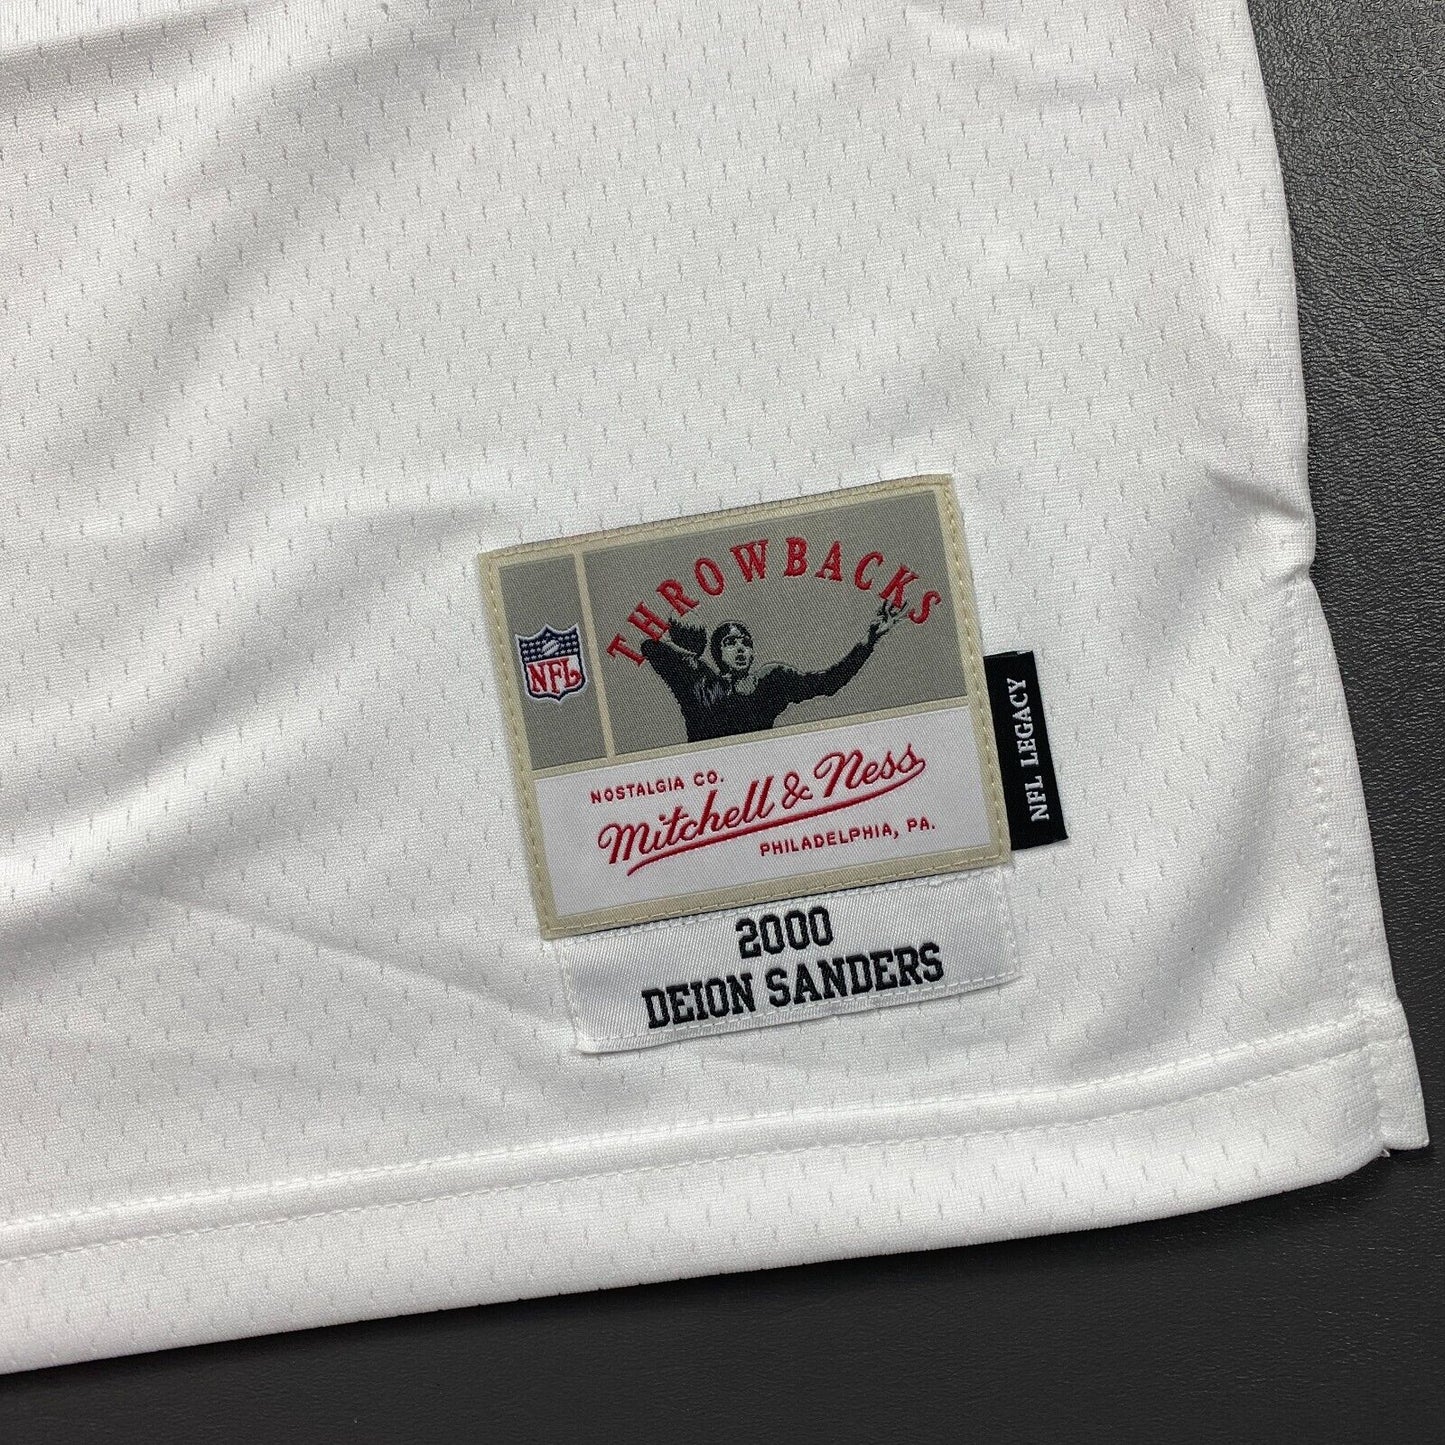 THROWBACKS
NFL
NOSTALGIA CO.
Mitchell & Ness
PHILADELPHIA, PA.
NFL LEGACY
2000
DEION SANDERS